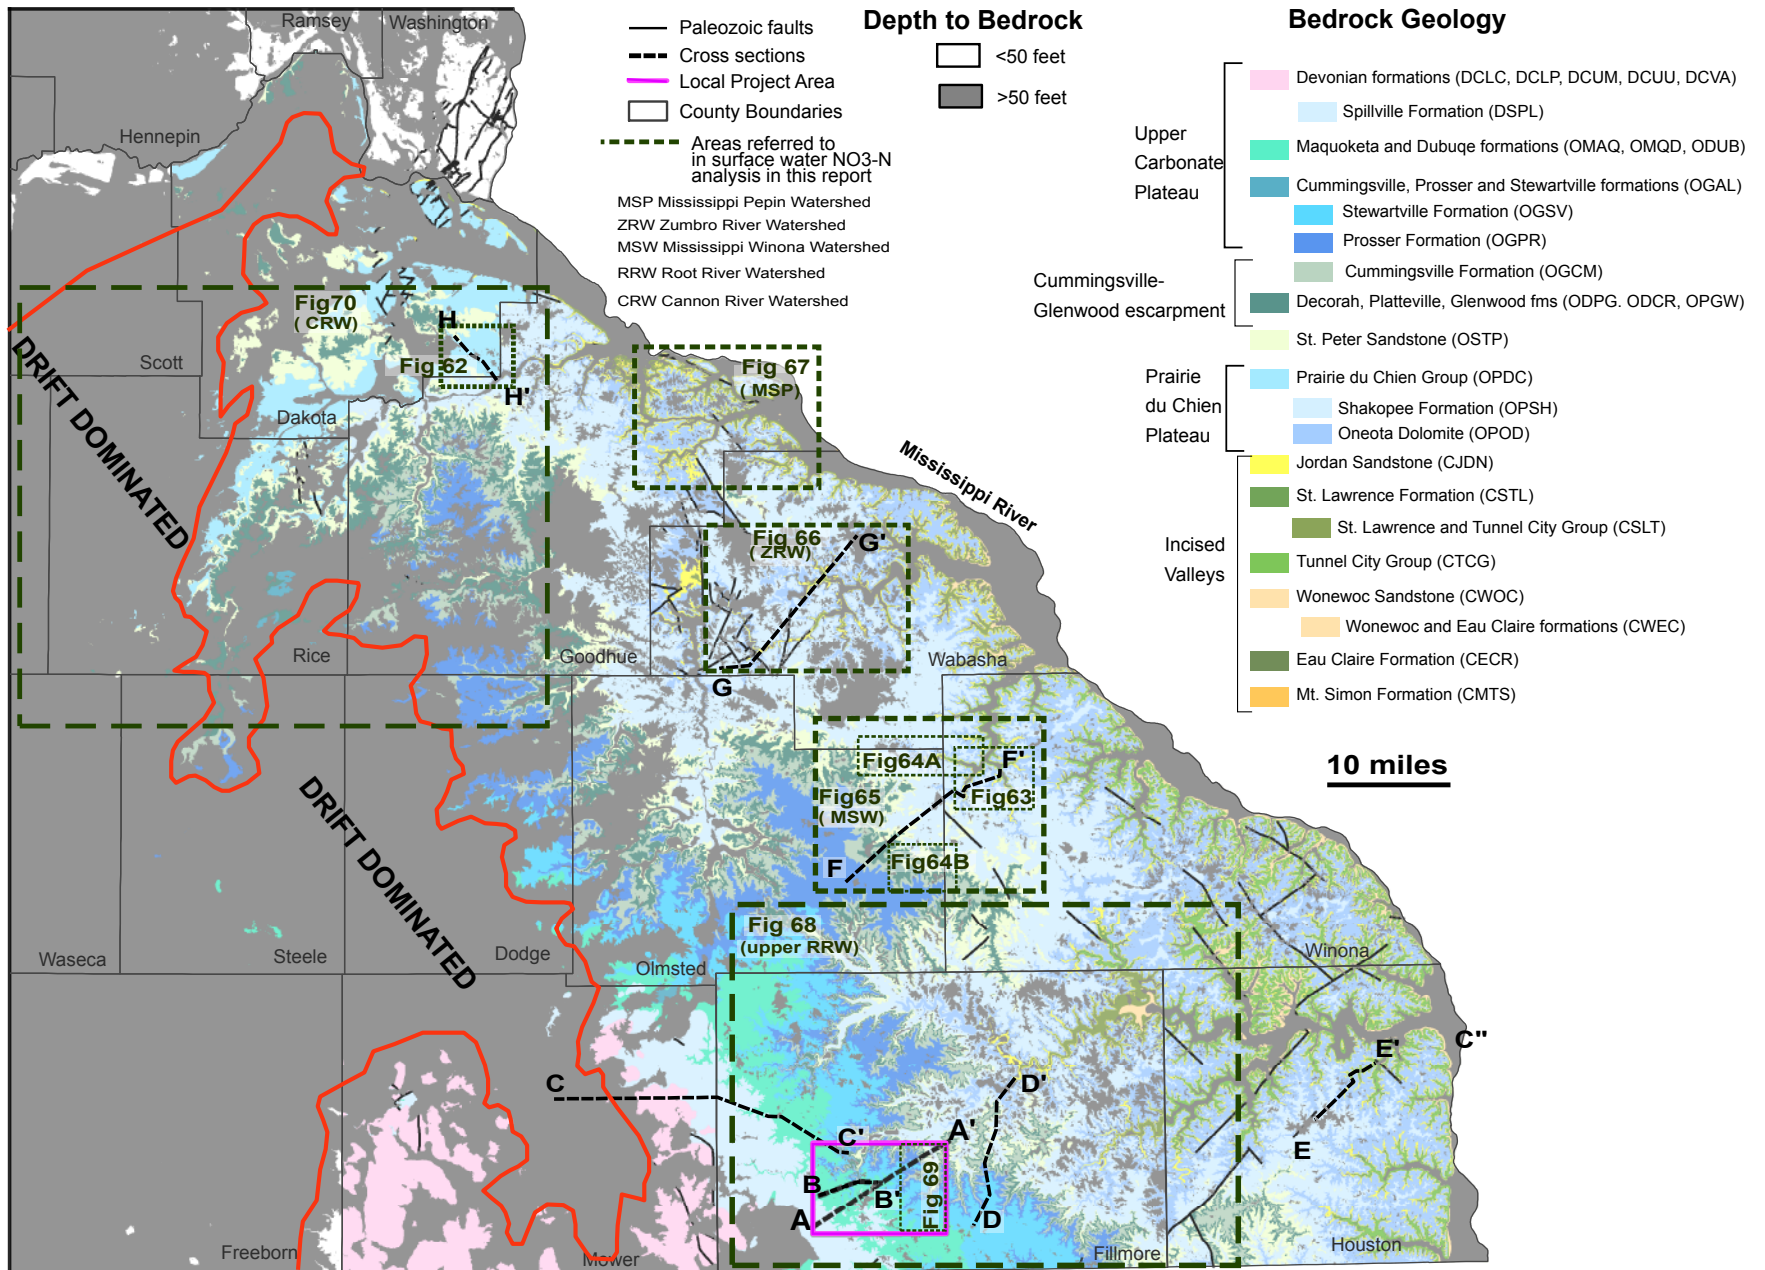 Ramsey
Washington
Hennepin
Paleozoic faults
Cross sections
Local Project Area
County Boundaries
Areas referred to
in surface water NO3-N
analysis in this report
MSP Mississippi Pepin Watershed
ZRW Zumbro River Watershed
MSW Mississippi Winona Watershed
RRW Root River Watershed
CRW Cannon River Watershed
Depth to Bedrock
<50 feet
>50 feet
Bedrock Geology
Upper
Carbonate
Plateau
Devonian formations (DCLC, DCLP, DCUM, DCUU, DCVA)
Spillville Formation (DSPL)
Maquoketa and Dubuqe formations (OMAQ, OMQD, ODUB)
Cummingsville, Prosser and Stewartville formations (OGAL)
Stewartville Formation (OGSV)
Prosser Formation (OGPR)
Cummingsville-
Glenwood escarpment
Cummingsville Formation (OGCM)
Decorah, Platteville, Glenwood fms (ODPG. ODCR, OPGW)
St. Peter Sandstone (OSTP)
Prairie
du Chien
Plateau
Prairie du Chien Group (OPDC)
Shakopee Formation (OPSH)
Oneota Dolomite (OPOD)
Incised
Valleys
Jordan Sandstone (CJDN)
St. Lawrence Formation (CSTL)
St. Lawrence and Tunnel City Group (CSLT)
Tunnel City Group (CTCG)
Wonewoc Sandstone (CWOC)
Wonewoc and Eau Claire formations (CWEC)
Eau Claire Formation (CECR)
Mt. Simon Formation (CMTS)
10 miles
Fig70
( CRW)
H
Fig 62
H'
Scott
Dakota
DRIFT DOMINATED
Fig 67
( MSP)
Mississippi River
Fig 66
( ZRW)
G'
G
Rice
Goodhue
Wabasha
Fig64A
F'
Fig65
( MSW)
Fig63
F
Fig64B
DRIFT DOMINATED
Fig 68
(upper RRW)
Waseca
Steele
Dodge
Olmsted
Winona
C
C'
C"
E'
E
D'
D
A'
B
B'
A
Fig 69
Freeborn
Mower
Fillmore
Houston